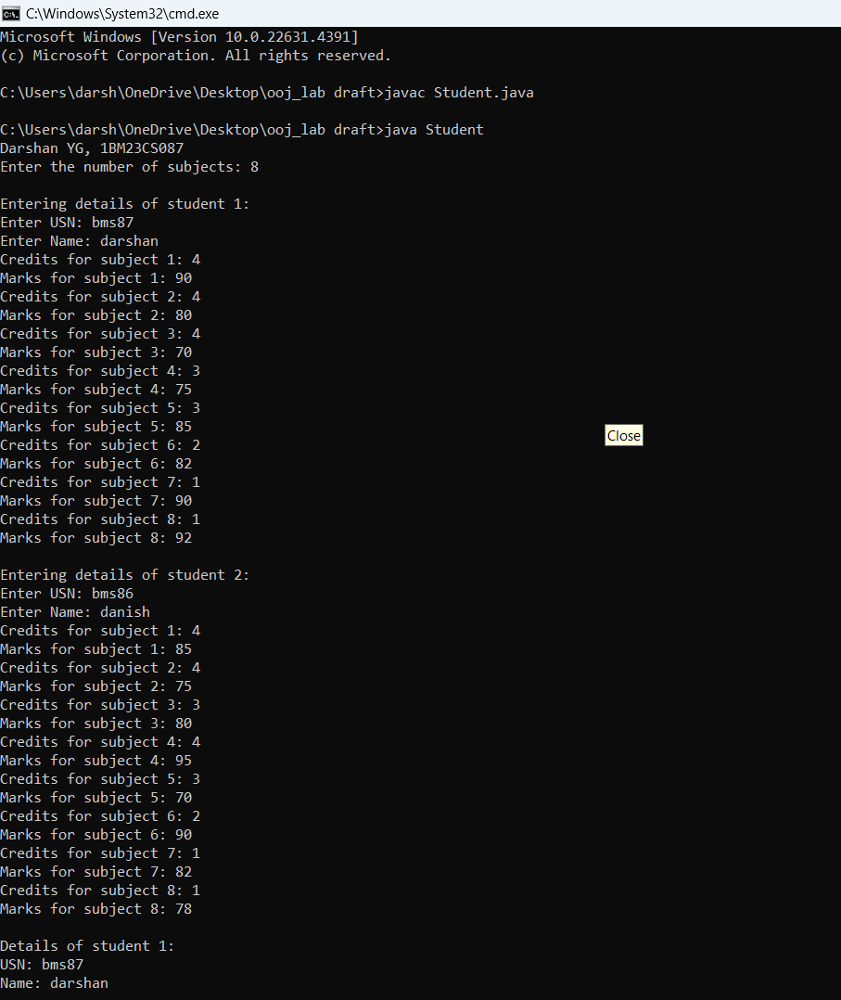 C:\Windows\System32\cmd.exe
Microsoft Windows [Version 10.0.22631.4391]
(c) Microsoft Corporation. All rights reserved.
C:\Users\darsh\OneDrive\Desktop\ooj_lab draft>javac Student.java
C:\Users\darsh\OneDrive\Desktop\ooj_lab draft>java Student
Darshan YG, 1BM23CS087
Enter the number of subjects: 8
Entering details of student 1:
Enter USN: bms87
Enter Name: darshan
Credits for subject 1: 4
Marks for subject 1: 90
Credits for subject 2: 4
Marks for subject 2: 80
Credits for subject 3: 4
Marks for subject 3: 70
Credits for subject 4: 3
Marks for subject 4: 75
Credits for subject 5: 3
Marks for subject 5: 85
Close
Credits for subject 6: 2
Marks for subject 6: 82
Credits for subject 7: 1
Marks for subject 7: 90
Credits for subject 8: 1
Marks for subject 8: 92
Entering details of student 2:
Enter USN: bms86
Enter Name: danish
Credits for subject 1: 4
Marks for subject 1: 85
Credits for subject 2: 4
Marks for subject 2: 75
Credits for subject 3: 3
Marks for subject 3: 80
Credits for subject 4: 4
Marks for subject 4: 95
Credits for subject 5: 3
Marks for subject 5: 70
Credits for subject 6: 2
Marks for subject 6: 90
Credits for subject 7: 1
Marks for subject 7: 82
Credits for subject 8: 1
Marks for subject 8: 78
Details of student 1:
USN: bms87
Name: darshan